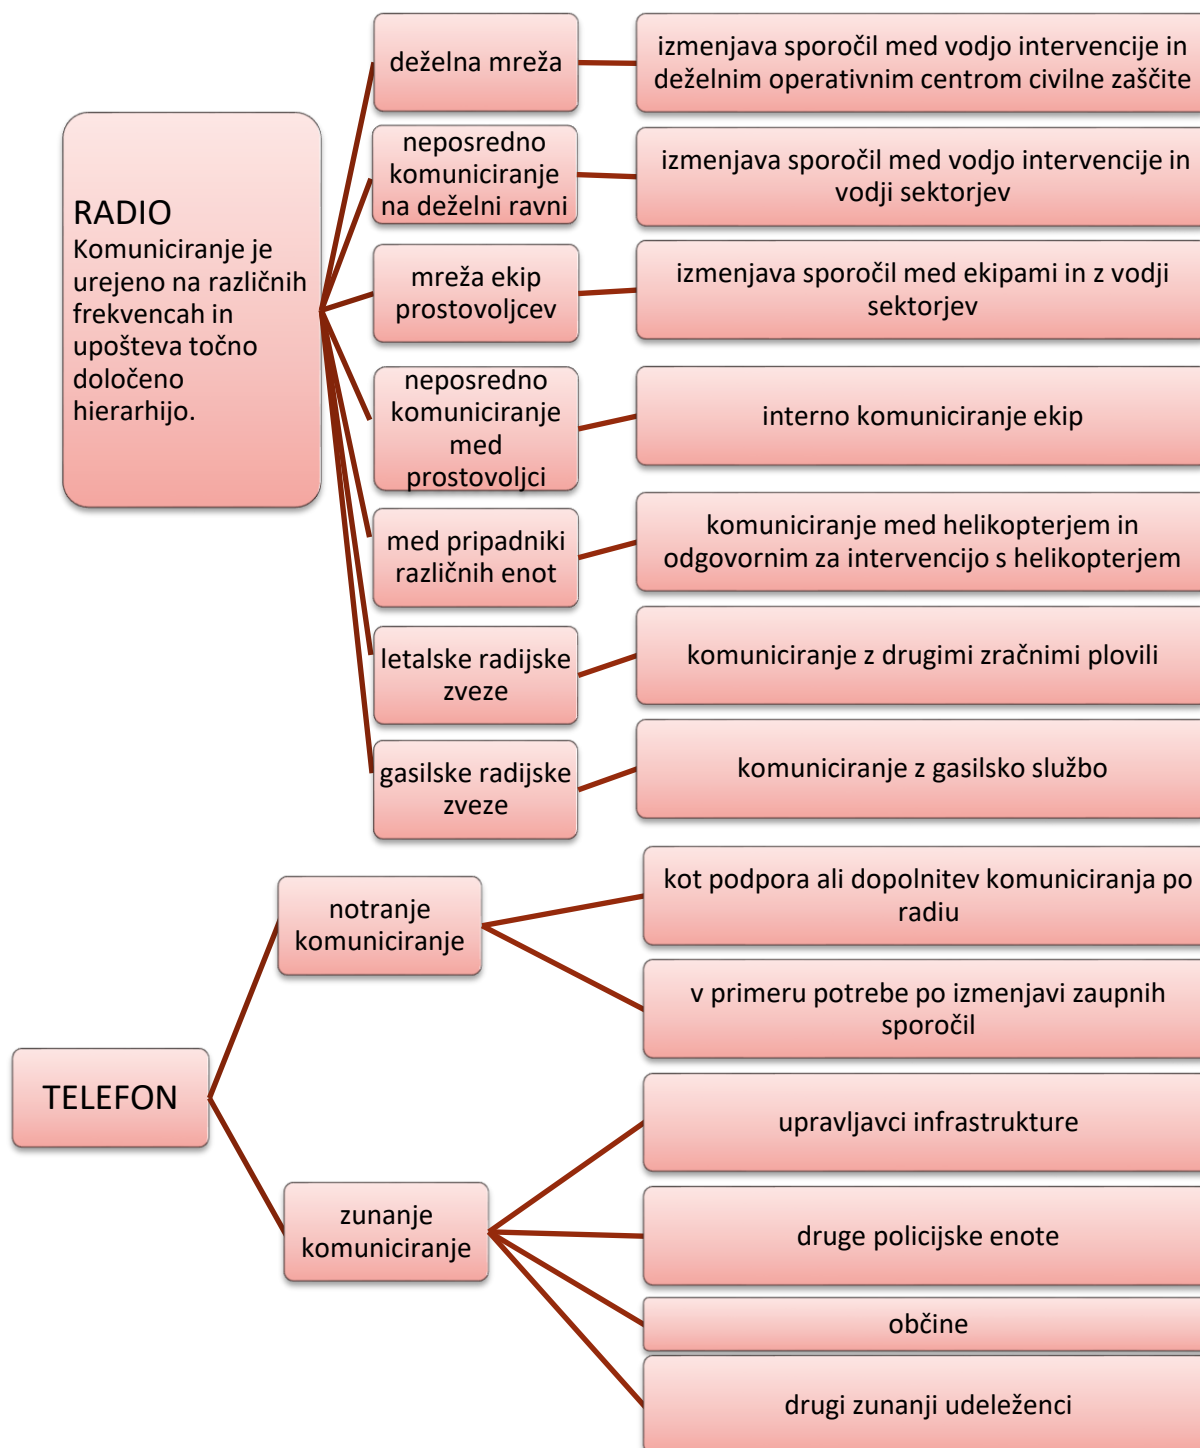 RADIO
Komuniciranje je
urejeno na različnih
frekvencah in
upošteva točno
določeno
hierarhijo.
deželna mreža
izmenjava sporočil med vodjo intervencije in
deželnim operativnim centrom civilne zaščite
neposredno
komuniciranje
na deželni ravni
izmenjava sporočil med vodjo intervencije in
vodji sektorjev
mreža ekip
prostovoljcev
izmenjava sporočil med ekipami in z vodji
sektorjev
neposredno
komuniciranje
med
prostovoljci
interno komuniciranje ekip
med pripadniki
različnih enot
komuniciranje med helikopterjem in
odgovornim za intervencijo s helikopterjem
letalske radijske
zveze
komuniciranje z drugimi zračnimi plovili
gasilske radijske
zveze
komuniciranje z gasilsko službo
TELEFON
notranje
komuniciranje
kot podpora ali dopolnitev komuniciranja po
radiu
v primeru potrebe po izmenjavi zaupnih
sporočil
zunanje
komuniciranje
upravljavci infrastrukture
druge policijske enote
občine
drugi zunanji udeleženci